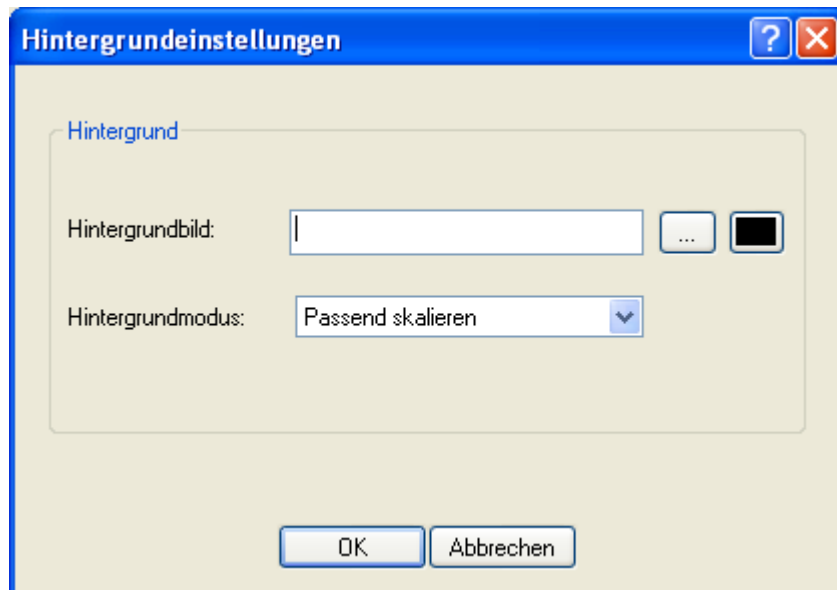 Hintergrundeinstellungen
?
Hintergrund
Hintergrundbild:
...
Hintergrundmodus:
Passend skalieren
OK
Abbrechen